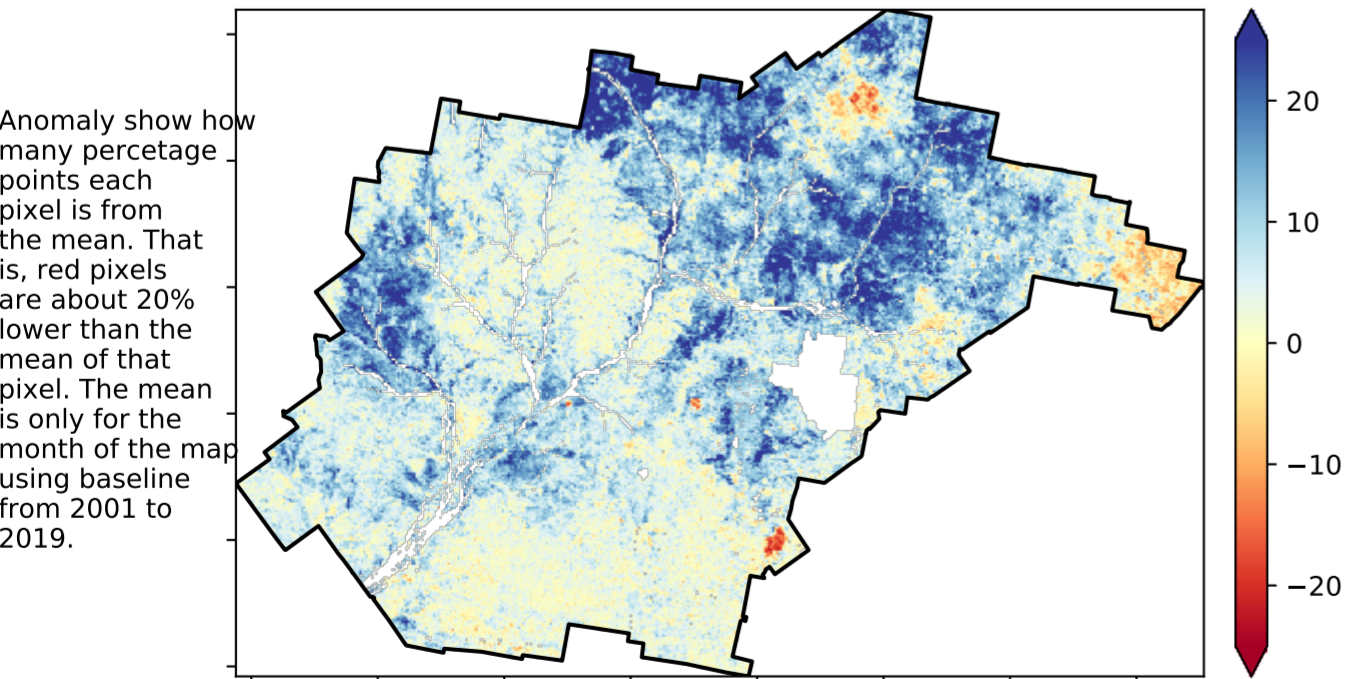 Anomaly show how
many percetage
points each
pixel is from
the mean. That
is, red pixels
are about 20%
lower than the
mean of that
pixel. The mean
is only for the
month of the map
using baseline
from 2001 to
2019.
20
10
0
−10
−20